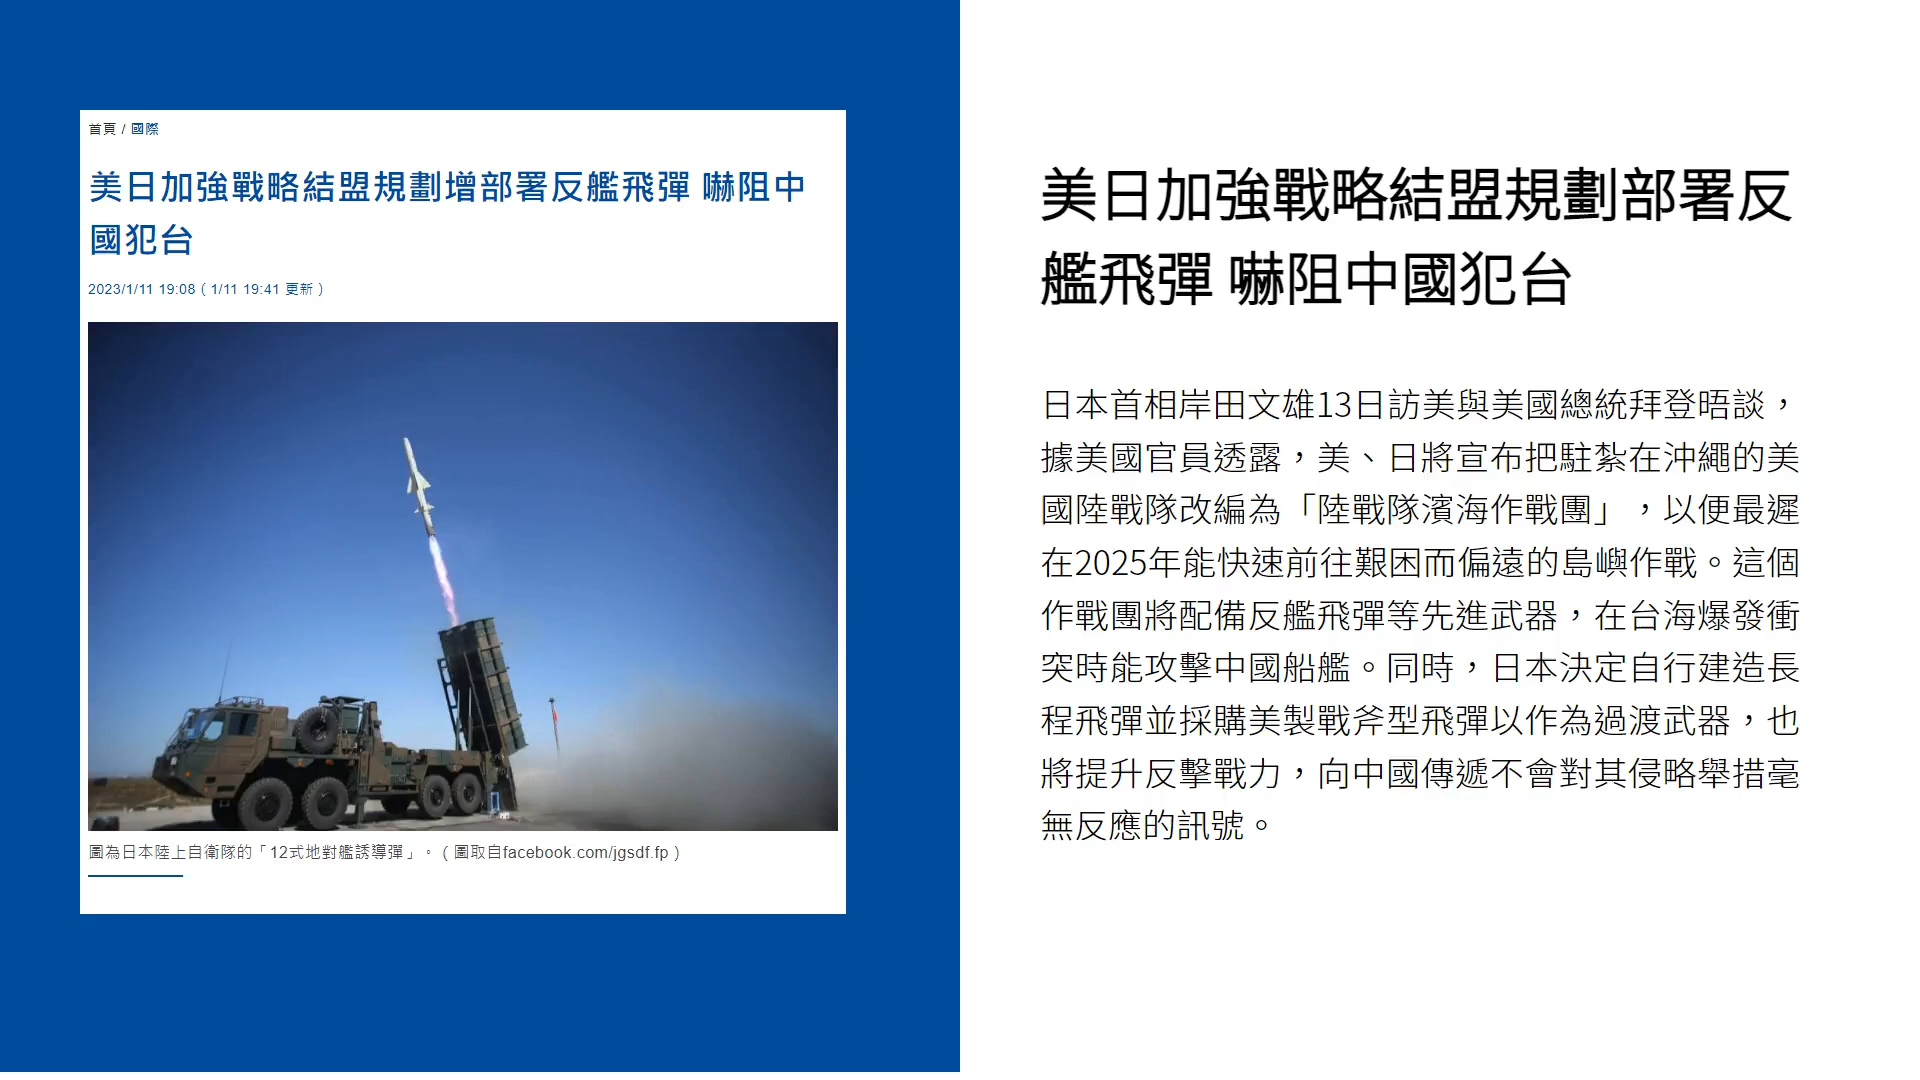 首頁 / 國際
美日加強戰略結盟規劃增部署反艦飛彈 嚇阻中
國犯台
2023/1/11 19:08（1/11 19:41 更新）
圖為日本陸上自衛隊的「12式地對艦誘導彈」。（圖取自facebook.com/jgsdf.fp）
美日加強戰略結盟規劃部署反
艦飛彈 嚇阻中國犯台
日本首相岸田文雄13日訪美與美國總統拜登晤談，
據美國官員透露，美、日將宣布把駐紮在沖繩的美
國陸戰隊改編為「陸戰隊濱海作戰團」，以便最遲
在2025年能快速前往艱困而偏遠的島嶼作戰。這個
作戰團將配備反艦飛彈等先進武器，在台海爆發衝
突時能攻擊中國船艦。同時，日本決定自行建造長
程飛彈並採購美製戰斧型飛彈以作為過渡武器，也
將提升反擊戰力，向中國傳遞不會對其侵略舉措毫
無反應的訊號。